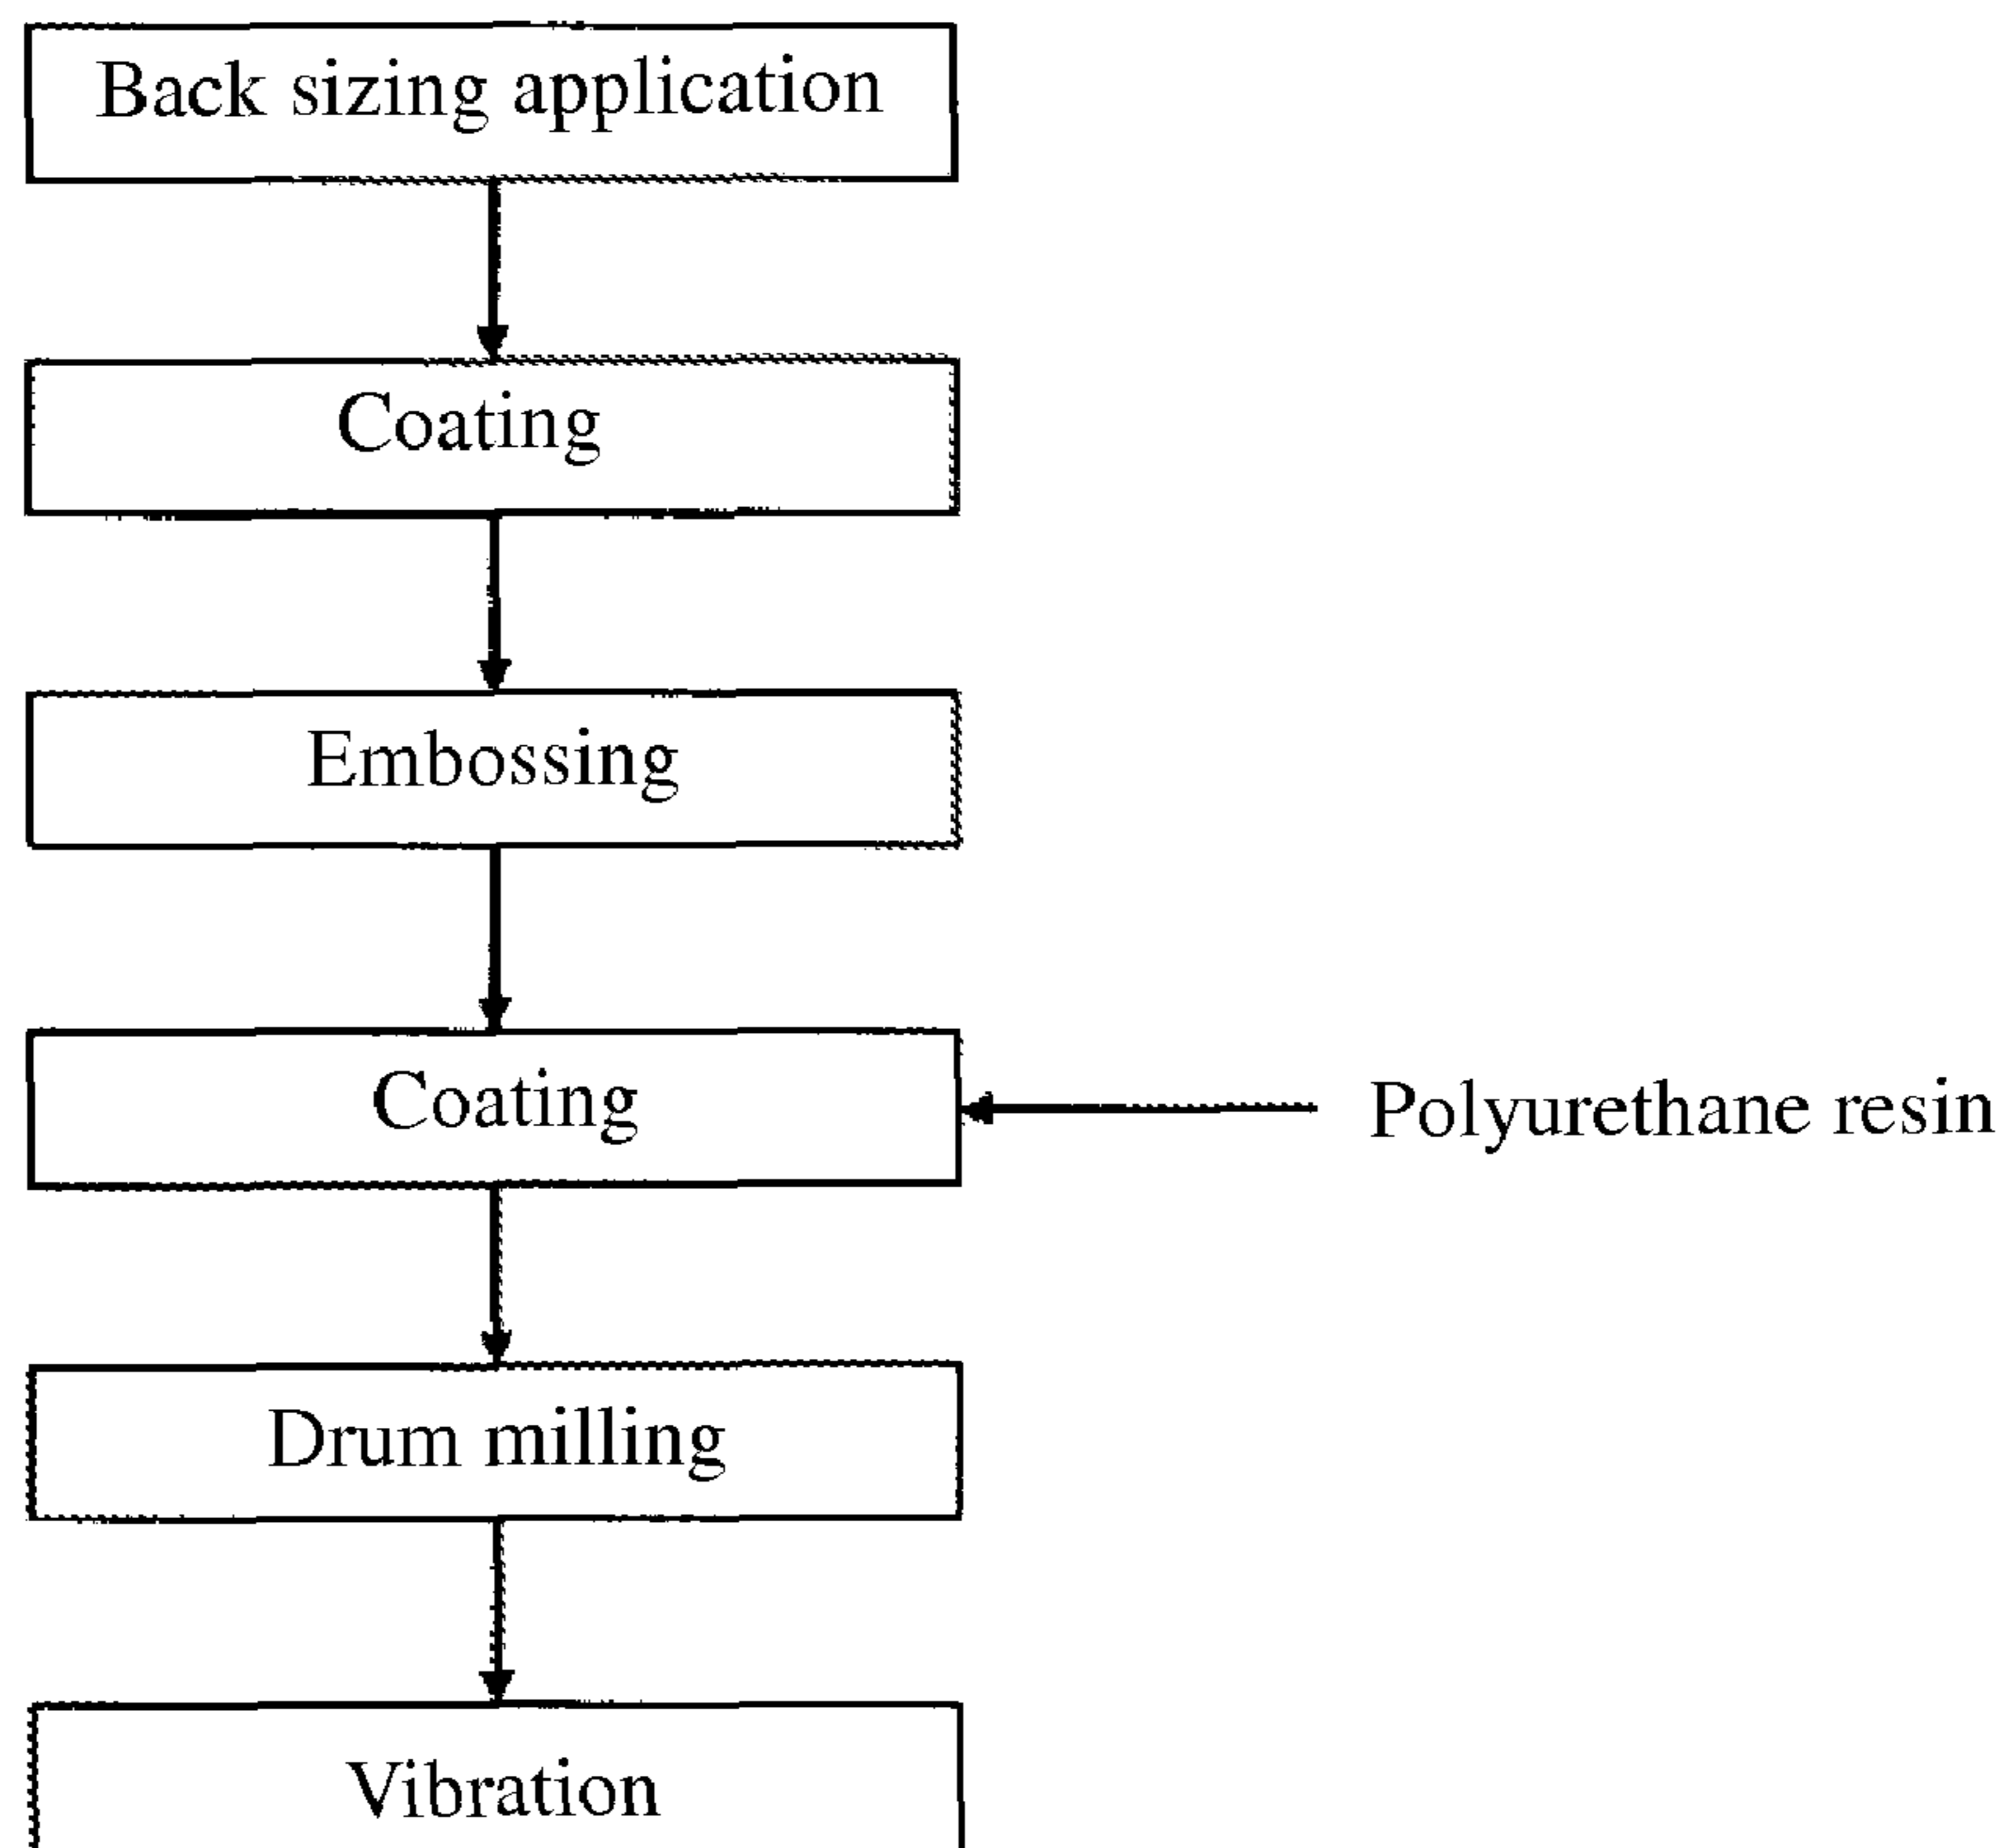 Back sizing application
Coating
Embossing
Coating
Polyurethane resin
Drum milling
Vibration